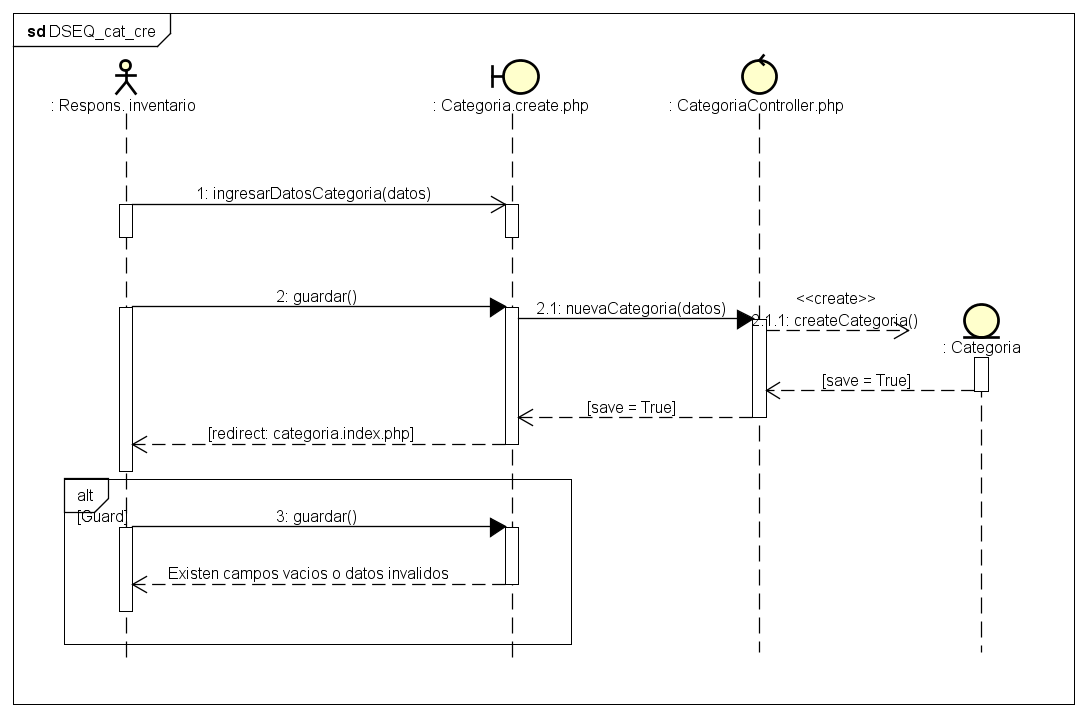 sd DSEQ_cat_cre
: Respons. inventario
: Categoria.create.php
: CategoriaController.php
1: ingresarDatosCategoria(datos)
2: guardar()
2.1: nuevaCategoria(datos)
<<create>>
2.1.1: createCategoria()
: Categoria
[save = True]
[save = True]
[redirect: categoria.index.php]
alt
[Guard]
3: guardar()
Existen campos vacios o datos invalidos